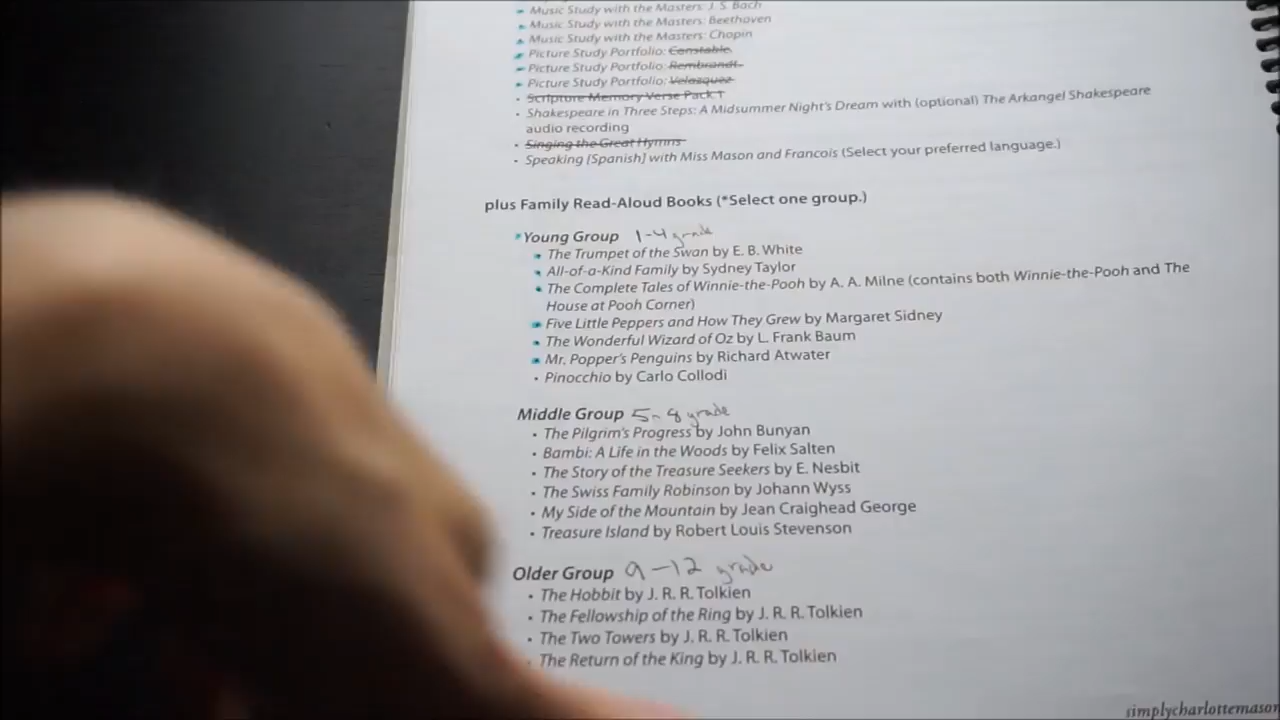 Music Study with the Masters: J. S. Bach
Music Study with the Masters: Beethoven
Music Study with the Masters: Chopin
Picture Study Portfolio: Constable
Picture Study Portfolio: Rembrandt
Picture Study Portfolio: Velazquez
Scripture Memory Verse Pack 1
Shakespeare in Three Steps: A Midsummer Night's Dream with (optional) The Arkangel Shakespeare
audio recording
Singing the Great Hymns
Speaking [Spanish] with Miss Mason and Francois (Select your preferred language.)
plus Family Read-Aloud Books (*Select one group.)
*Young Group 1-4 grade
The Trumpet of the Swan by E. B. White
All-of-a-Kind Family by Sydney Taylor
The Complete Tales of Winnie-the-Pooh by A. A. Milne (contains both Winnie-the-Pooh and The
House at Pooh Corner)
Five Little Peppers and How They Grew by Margaret Sidney
The Wonderful Wizard of Oz by L. Frank Baum
Mr. Popper's Penguins by Richard Atwater
Pinocchio by Carlo Collodi
Middle Group 5-8 grade
The Pilgrim's Progress by John Bunyan
Bambi: A Life in the Woods by Felix Salten
The Story of the Treasure Seekers by E. Nesbit
The Swiss Family Robinson by Johann Wyss
My Side of the Mountain by Jean Craighead George
Treasure Island by Robert Louis Stevenson
Older Group 9-12 grade
The Hobbit by J. R. R. Tolkien
The Fellowship of the Ring by J. R. R. Tolkien
The Two Towers by J. R. R. Tolkien
The Return of the King by J. R. R. Tolkien
simplycharlottemason